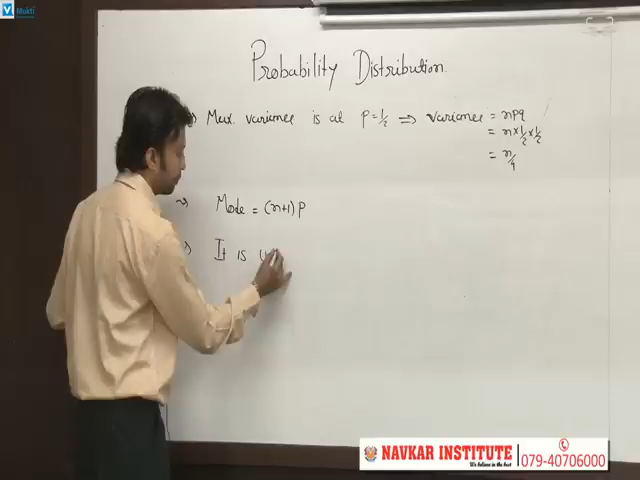 Mukti
Probability Distribution.
Max. variance is at P = 1/2 ⇒ variance = npq
= n × 1/2 × 1/2
= n/4
Mode = (n+1) P
It is
NAVKAR INSTITUTE
We believe in the best
079-40706000